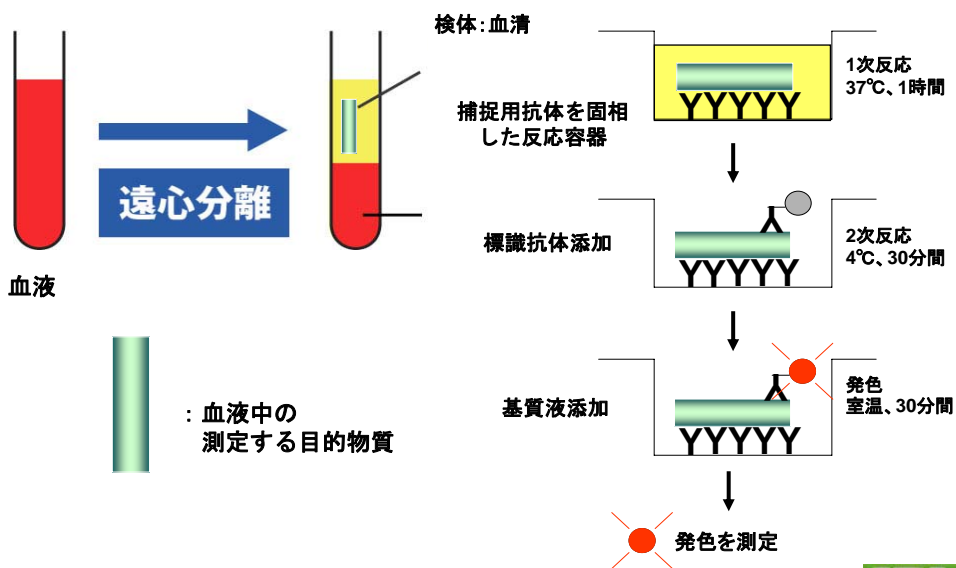 検体：血清
遠心分離
血液
：血液中の
測定する目的物質
捕捉用抗体を固相
した反応容器
1次反応
37℃、1時間
標識抗体添加
2次反応
4℃、30分間
基質液添加
発色
室温、30分間
発色を測定